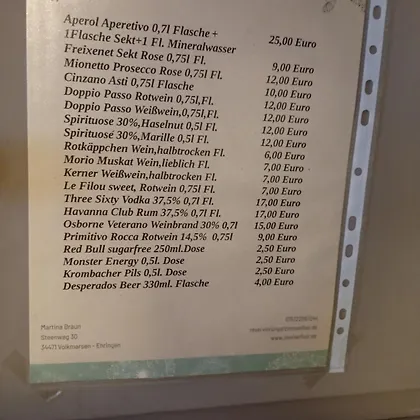 Aperol Aperetivo 0,7l Flasche +
1Flasche Sekt+1 Fl. Mineralwasser 25,00 Euro
Freixenet Sekt Rose 0,75l Fl. 9,00 Euro
Mionetto Prosecco Rose 0,75l Fl. 12,00 Euro
Cinzano Asti 0,75l Flasche 10,00 Euro
Doppio Passo Rotwein 0,75l,Fl. 12,00 Euro
Doppio Passo Weißwein,0,75l,Fl. 12,00 Euro
Spirituose 30%,Haselnut 0,5l Fl. 12,00 Euro
Spirituosé 30%,Marille 0,5l Fl. 12,00 Euro
Rotkäppchen Wein,halbtrocken Fl. 6,00 Euro
Morio Muskat Wein,lieblich Fl. 7,00 Euro
Kerner Weißwein,halbtrocken Fl. 7,00 Euro
Le Filou sweet, Rotwein 0,75l Fl. 7,00 Euro
Three Sixty Vodka 37,5% 0,7l Fl. 17,00 Euro
Havanna Club Rum 37,5% 0,7l Fl. 17,00 Euro
Osborne Veterano Weinbrand 30% 0,7l 15,00 Euro
Primitivo Rocca Rotwein 14,5% 0,75l 9,00 Euro
Red Bull sugarfree 250ml.Dose 2,50 Euro
Monster Energy 0,5l. Dose 2,50 Euro
Krombacher Pils 0,5l. Dose 2,50 Euro
Desperados Beer 330ml. Flasche 4,00 Euro
Martina Braun
34471 Volkmarsen - Ehringen